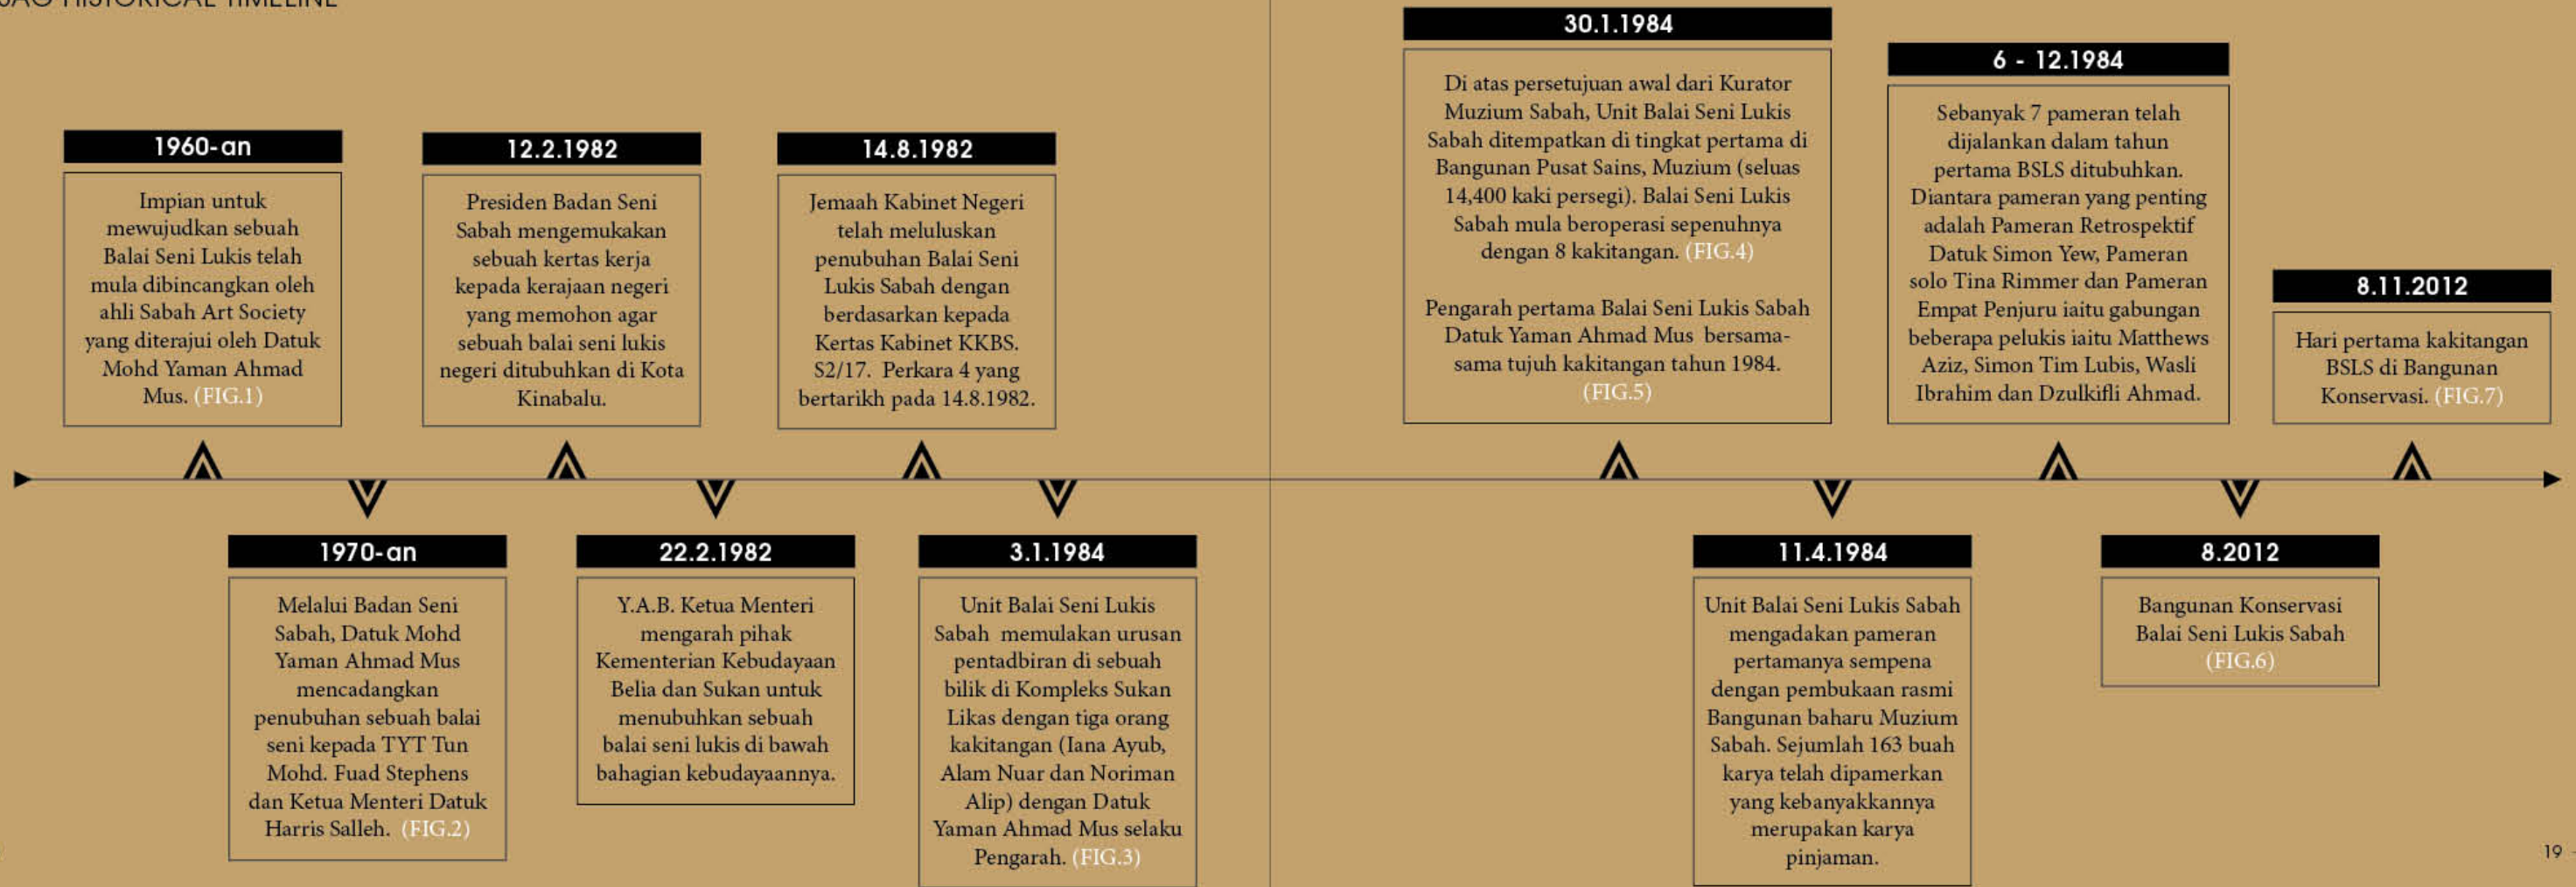 HISTORICAL TIMELINE
1960-an
Impian untuk
mewujudkan sebuah
Balai Seni Lukis telah
mula dibincangkan oleh
ahli Sabah Art Society
yang diterajui oleh Datuk
Mohd Yaman Ahmad
Mus. (FIG.1)
1970-an
Melalui Badan Seni
Sabah, Datuk Mohd
Yaman Ahmad Mus
mencadangkan
penubuhan sebuah balai
seni kepada TYT Tun
Mohd. Fuad Stephens
dan Ketua Menteri Datuk
Harris Salleh. (FIG.2)
12.2.1982
Presiden Badan Seni
Sabah mengemukakan
sebuah kertas kerja
kepada kerajaan negeri
yang memohon agar
sebuah balai seni lukis
negeri ditubuhkan di Kota
Kinabalu.
22.2.1982
Y.A.B. Ketua Menteri
mengarah pihak
Kementerian Kebudayaan
Belia dan Sukan untuk
menubuhkan sebuah
balai seni lukis di bawah
bahagian kebudayaannya.
14.8.1982
Jemaah Kabinet Negeri
telah meluluskan
penubuhan Balai Seni
Lukis Sabah dengan
berdasarkan kepada
Kertas Kabinet KKBS.
S2/17. Perkara 4 yang
bertarikh pada 14.8.1982.
3.1.1984
Unit Balai Seni Lukis
Sabah memulakan urusan
pentadbiran di sebuah
bilik di Kompleks Sukan
Likas dengan tiga orang
kakitangan (Iana Ayub,
Alam Nuar dan Noriman
Alip) dengan Datuk
Yaman Ahmad Mus selaku
Pengarah. (FIG.3)
30.1.1984
Di atas persetujuan awal dari Kurator
Muzium Sabah, Unit Balai Seni Lukis
Sabah ditempatkan di tingkat pertama di
Bangunan Pusat Sains, Muzium (seluas
14,400 kaki persegi). Balai Seni Lukis
Sabah mula beroperasi sepenuhnya
dengan 8 kakitangan. (FIG.4)
Pengarah pertama Balai Seni Lukis Sabah
Datuk Yaman Ahmad Mus bersama-
sama tujuh kakitangan tahun 1984.
(FIG.5)
11.4.1984
Unit Balai Seni Lukis Sabah
mengadakan pameran
pertamanya sempena
dengan pembukaan rasmi
Bangunan baharu Muzium
Sabah. Sejumlah 163 buah
karya telah dipamerkan
yang kebanyakkannya
merupakan karya
pinjaman.
6 - 12.1984
Sebanyak 7 pameran telah
dijalankan dalam tahun
pertama BSLS ditubuhkan.
Diantara pameran yang penting
adalah Pameran Retrospektif
Datuk Simon Yew, Pameran
solo Tina Rimmer dan Pameran
Empat Penjuru iaitu gabungan
beberapa pelukis iaitu Matthews
Aziz, Simon Tim Lubis, Wasli
Ibrahim dan Dzulkifli Ahmad.
8.2012
Bangunan Konservasi
Balai Seni Lukis Sabah
(FIG.6)
8.11.2012
Hari pertama kakitangan
BSLS di Bangunan
Konservasi. (FIG.7)
19